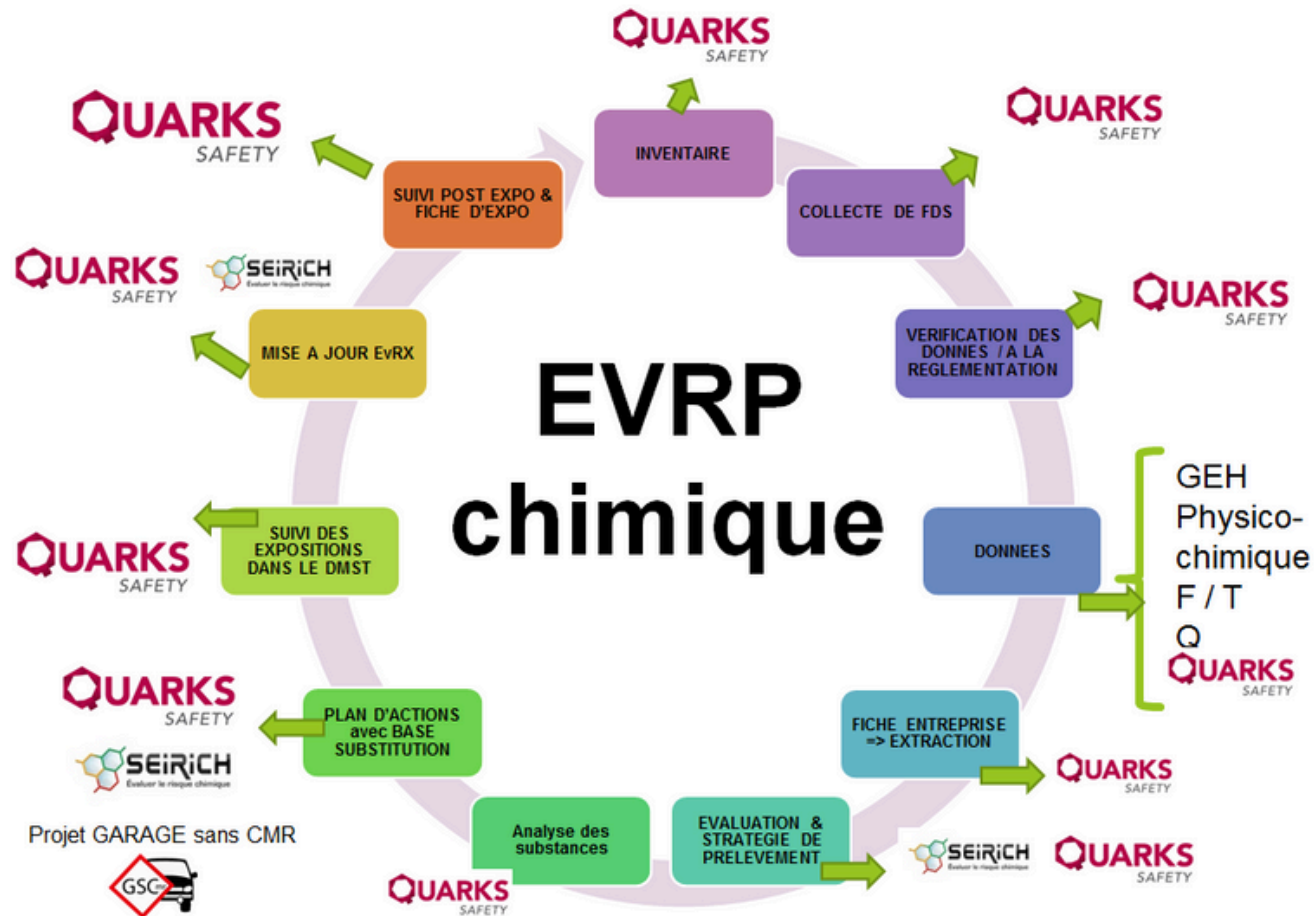 QUARKS
SAFETY
INVENTAIRE
QUARKS
SAFETY
COLLECTE DE FDS
QUARKS
SAFETY
VERIFICATION DES
DONNES / A LA
REGLEMENTATION
GEH
Physico-
chimique
F / T
Q
QUARKS
SAFETY
DONNEES
FICHE ENTREPRISE
=> EXTRACTION
QUARKS
SAFETY
EVALUATION &
STRATEGIE DE
PRELEVEMENT
SEIRICH
Évaluer le risque chimique
QUARKS
SAFETY
Analyse des
substances
QUARKS
SAFETY
PLAN D'ACTIONS
avec BASE
SUBSTITUTION
QUARKS
SAFETY
SEIRICH
Évaluer le risque chimique
Projet GARAGE sans CMR
GSCmr
SUIVI DES
EXPOSITIONS
DANS LE DMST
QUARKS
SAFETY
MISE A JOUR EvRX
QUARKS
SAFETY
SEIRICH
Évaluer le risque chimique
SUIVI POST EXPO &
FICHE D'EXPO
QUARKS
SAFETY
EVRP
chimique